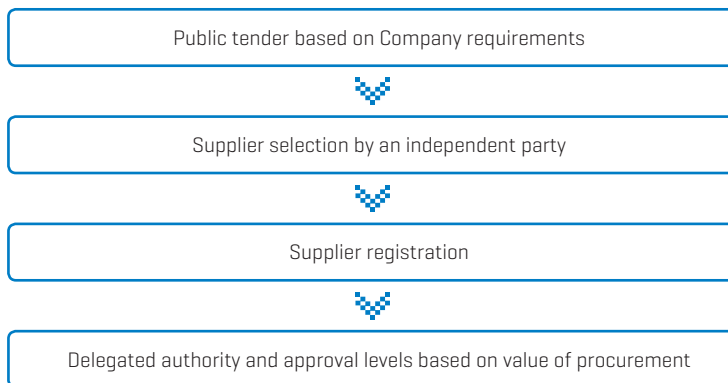 Public tender based on Company requirements
Supplier selection by an independent party
Supplier registration
Delegated authority and approval levels based on value of procurement